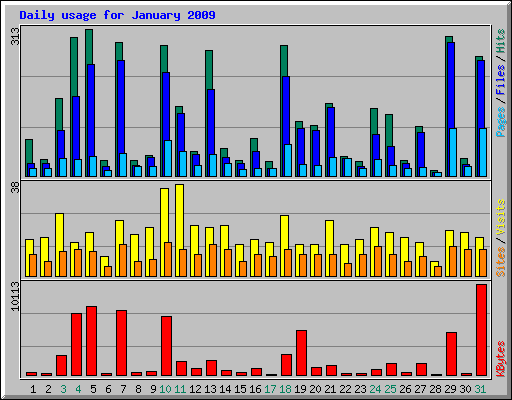 Daily usage for January 2009
313
38
10113
Pages / Files / Hits
Sites / Visits
KBytes
1 2 3 4 5 6 7 8 9 10 11 12 13 14 15 16 17 18 19 20 21 22 23 24 25 26 27 28 29 30 31